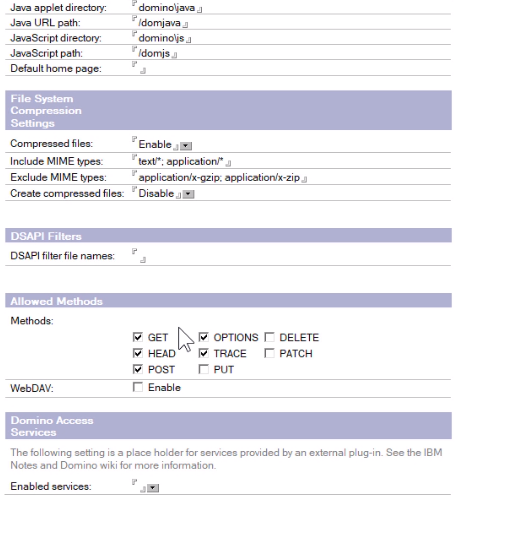 Java applet directory: domino\java
Java URL path: /domjava
JavaScript directory: domino\js
JavaScript path: /domjs
Default home page:
File System
Compression
Settings
Compressed files: Enable
Include MIME types: text/*; application/*
Exclude MIME types: application/x-gzip; application/x-zip
Create compressed files: Disable
DSAPI Filters
DSAPI filter file names:
Allowed Methods
Methods:
GET OPTIONS DELETE
HEAD TRACE PATCH
POST PUT
WebDAV: Enable
Domino Access
Services
The following setting is a place holder for services provided by an external plug-in. See the IBM
Notes and Domino wiki for more information.
Enabled services: